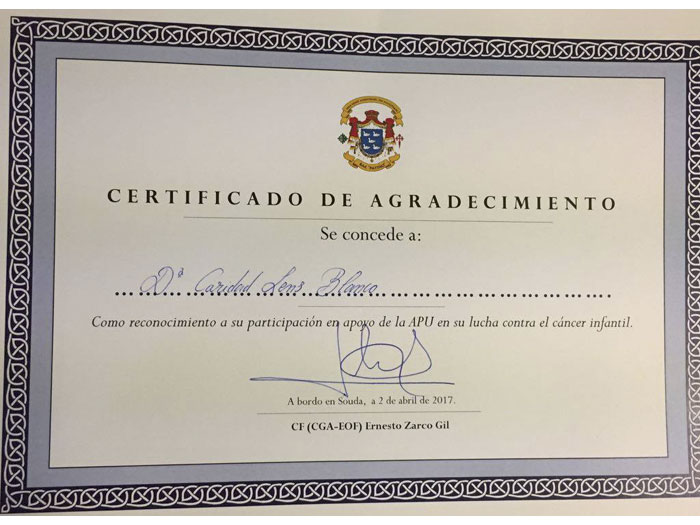 CERTIFICADO DE AGRADECIMIENTO
Se concede a:
Dª Caridad Lens Blanco
Como reconocimiento a su participación en apoyo de la APU en su lucha contra el cáncer infantil.
A bordo en Souda, a 2 de abril de 2017.
CF (CGA-EOF) Ernesto Zarco Gil